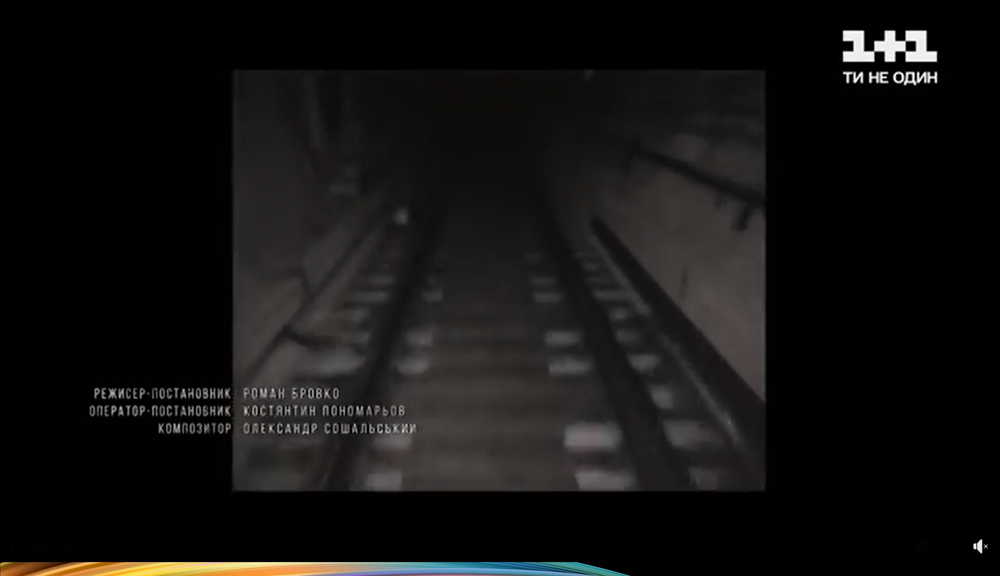 1+1
ТИ НЕ ОДИН
РЕЖИСЕР-ПОСТАНОВНИК РОМАН БРОВКО
ОПЕРАТОР-ПОСТАНОВНИК КОСТЯНТИН ПОНОМАРЬОВ
КОМПОЗИТОР ОЛЕКСАНДР СОШАЛЬСЬКИЙ